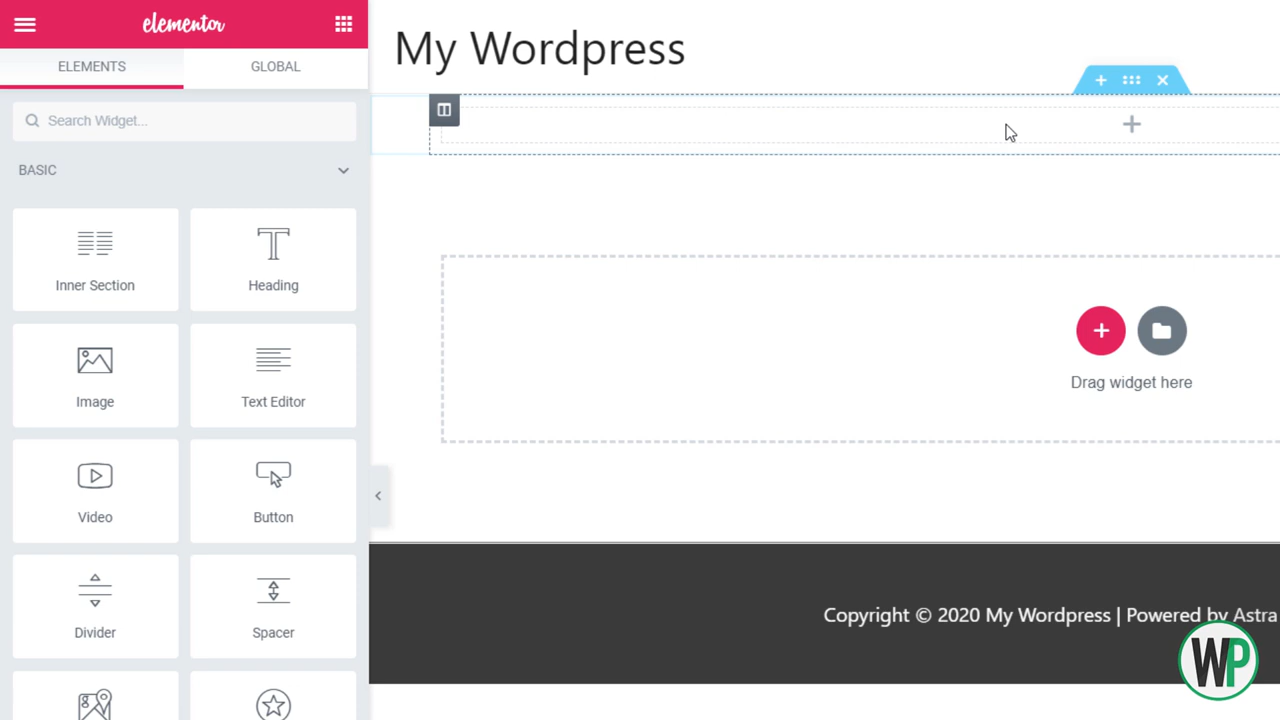 elementor
ELEMENTS
GLOBAL
Search Widget...
BASIC
Inner Section
Heading
Image
Text Editor
Video
Button
Divider
Spacer
My Wordpress
Drag widget here
Copyright © 2020 My Wordpress | Powered by Astra
WP